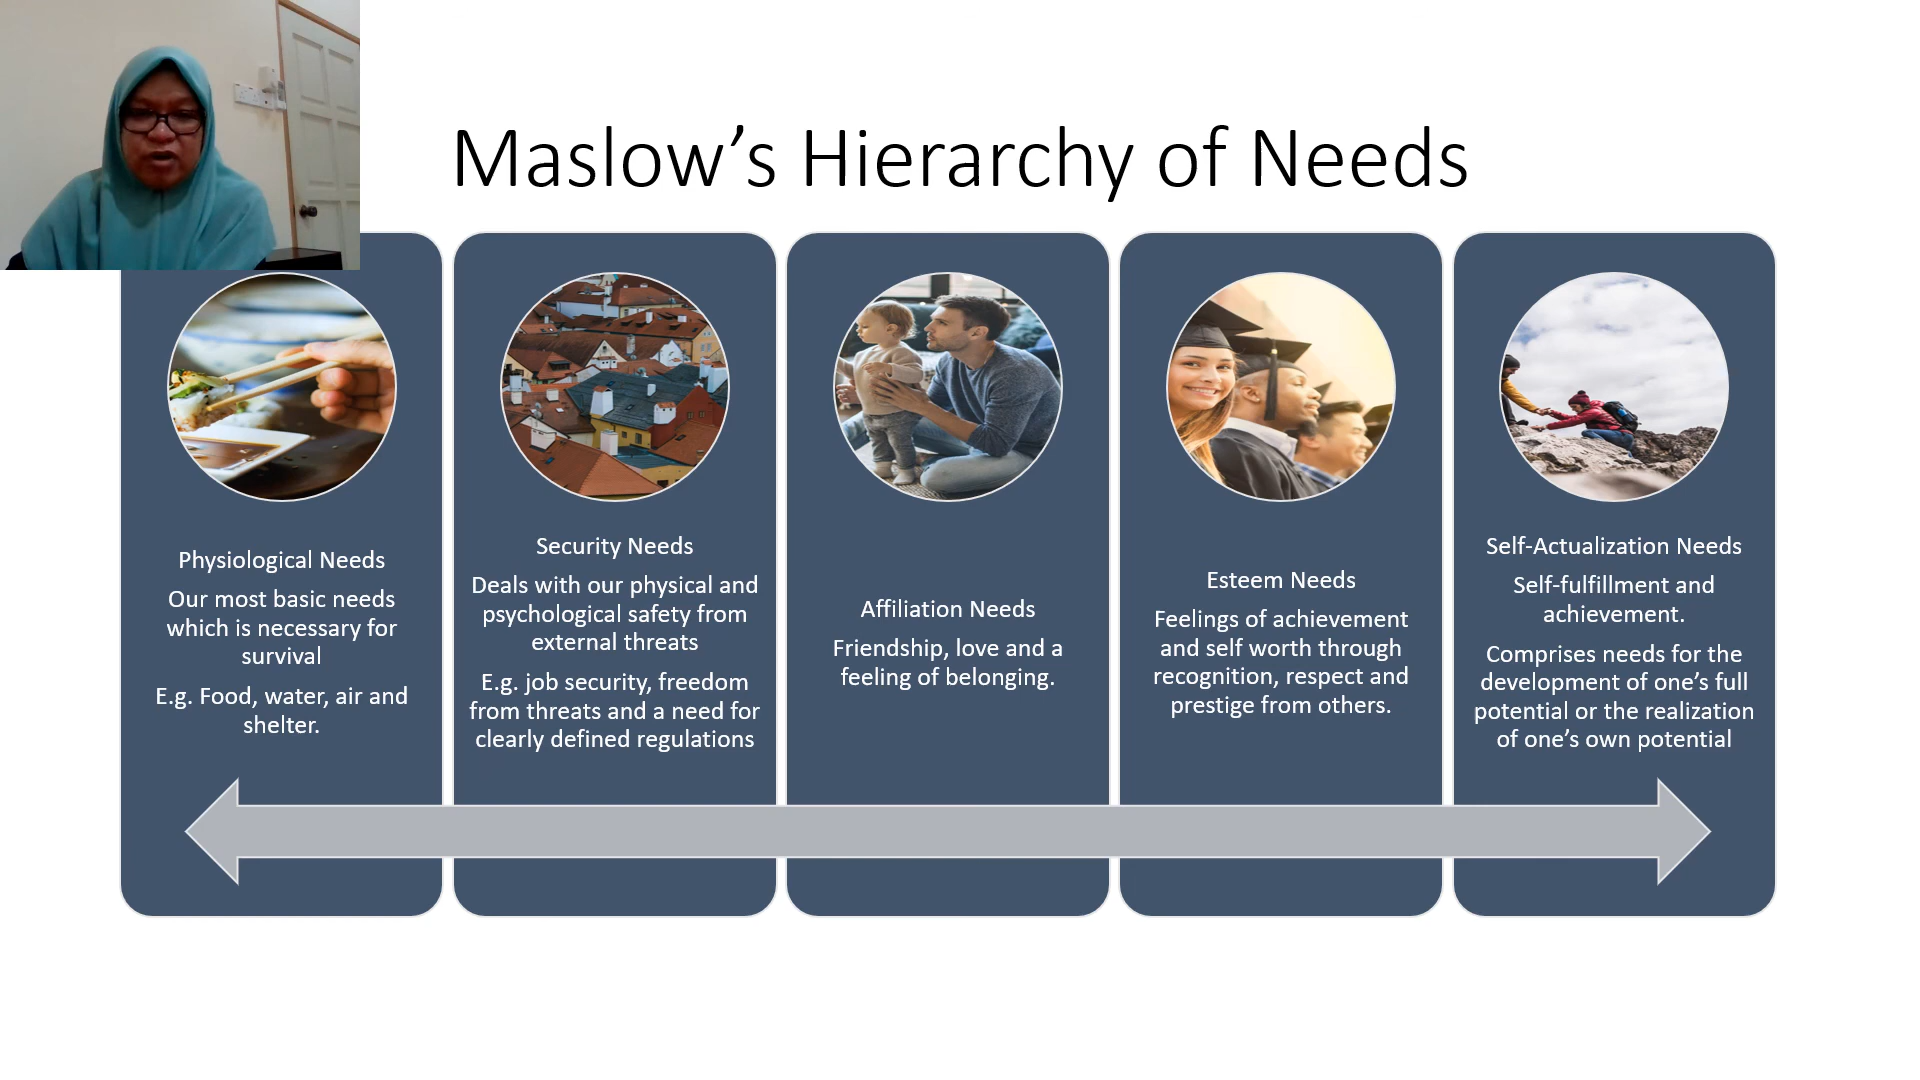 Maslow’s Hierarchy of Needs
Physiological Needs
Our most basic needs
which is necessary for
survival
E.g. Food, water, air and
shelter.
Security Needs
Deals with our physical and
psychological safety from
external threats
E.g. job security, freedom
from threats and a need for
clearly defined regulations
Affiliation Needs
Friendship, love and a
feeling of belonging.
Esteem Needs
Feelings of achievement
and self worth through
recognition, respect and
prestige from others.
Self-Actualization Needs
Self-fulfillment and
achievement.
Comprises needs for the
development of one’s full
potential or the realization
of one’s own potential